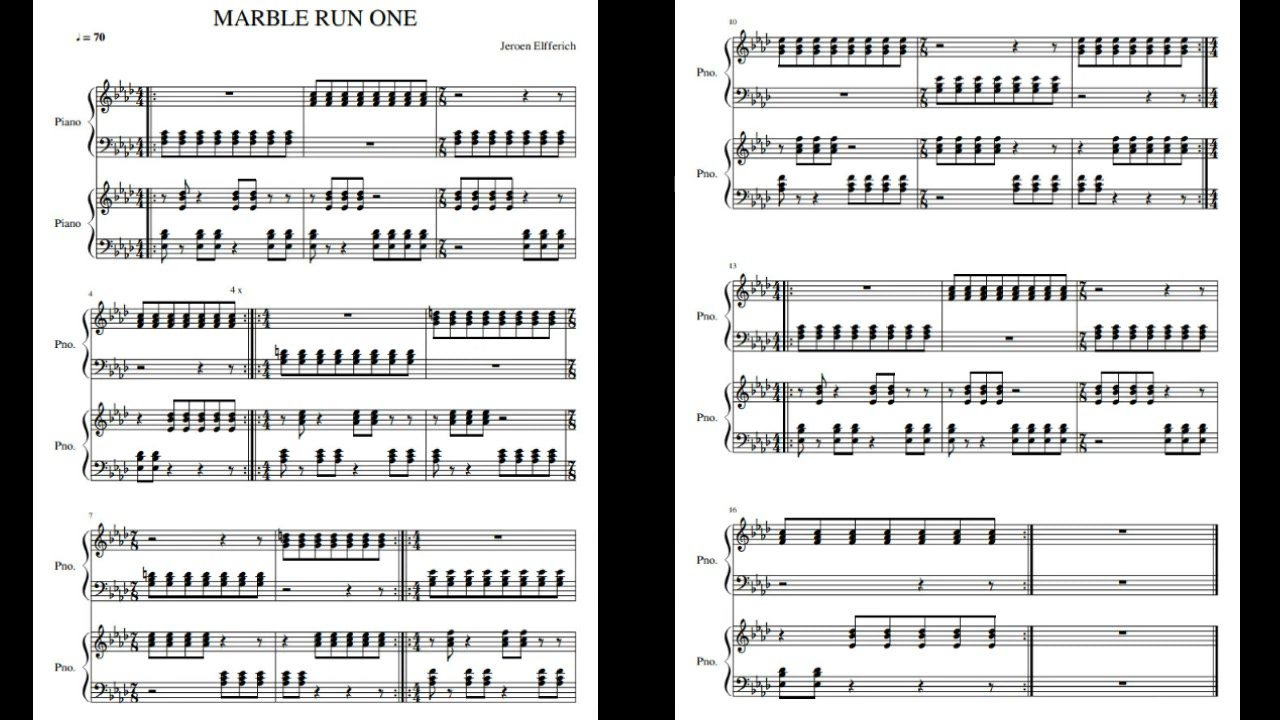 MARBLE RUN ONE
♩ = 70
Jeroen Elfferich
Piano
Piano
4
4 x
Pno.
Pno.
7
Pno.
Pno.
10
Pno.
Pno.
13
Pno.
Pno.
16
Pno.
Pno.